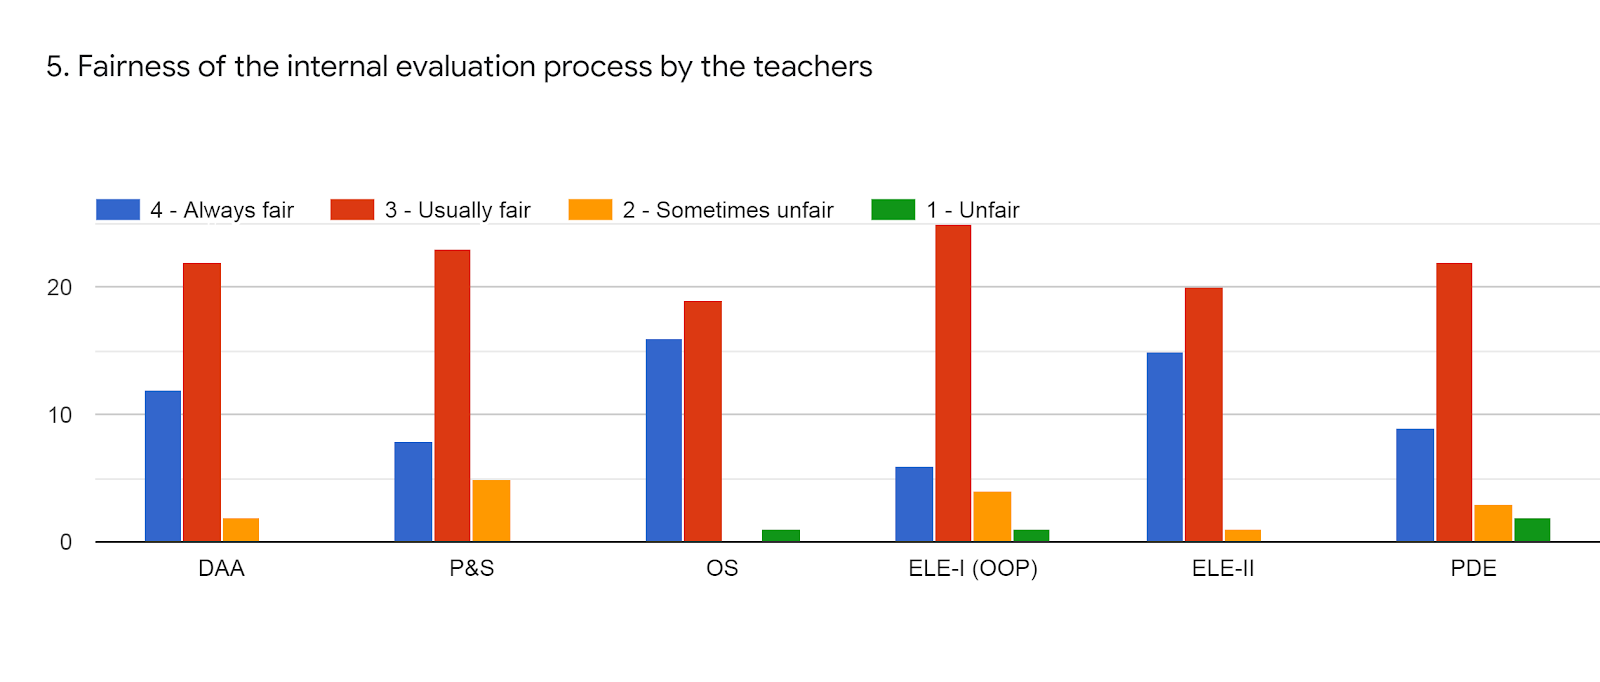 5. Fairness of the internal evaluation process by the teachers
4 - Always fair 3 - Usually fair 2 - Sometimes unfair 1 - Unfair
20
10
0
DAA P&S OS ELE-I (OOP) ELE-II PDE